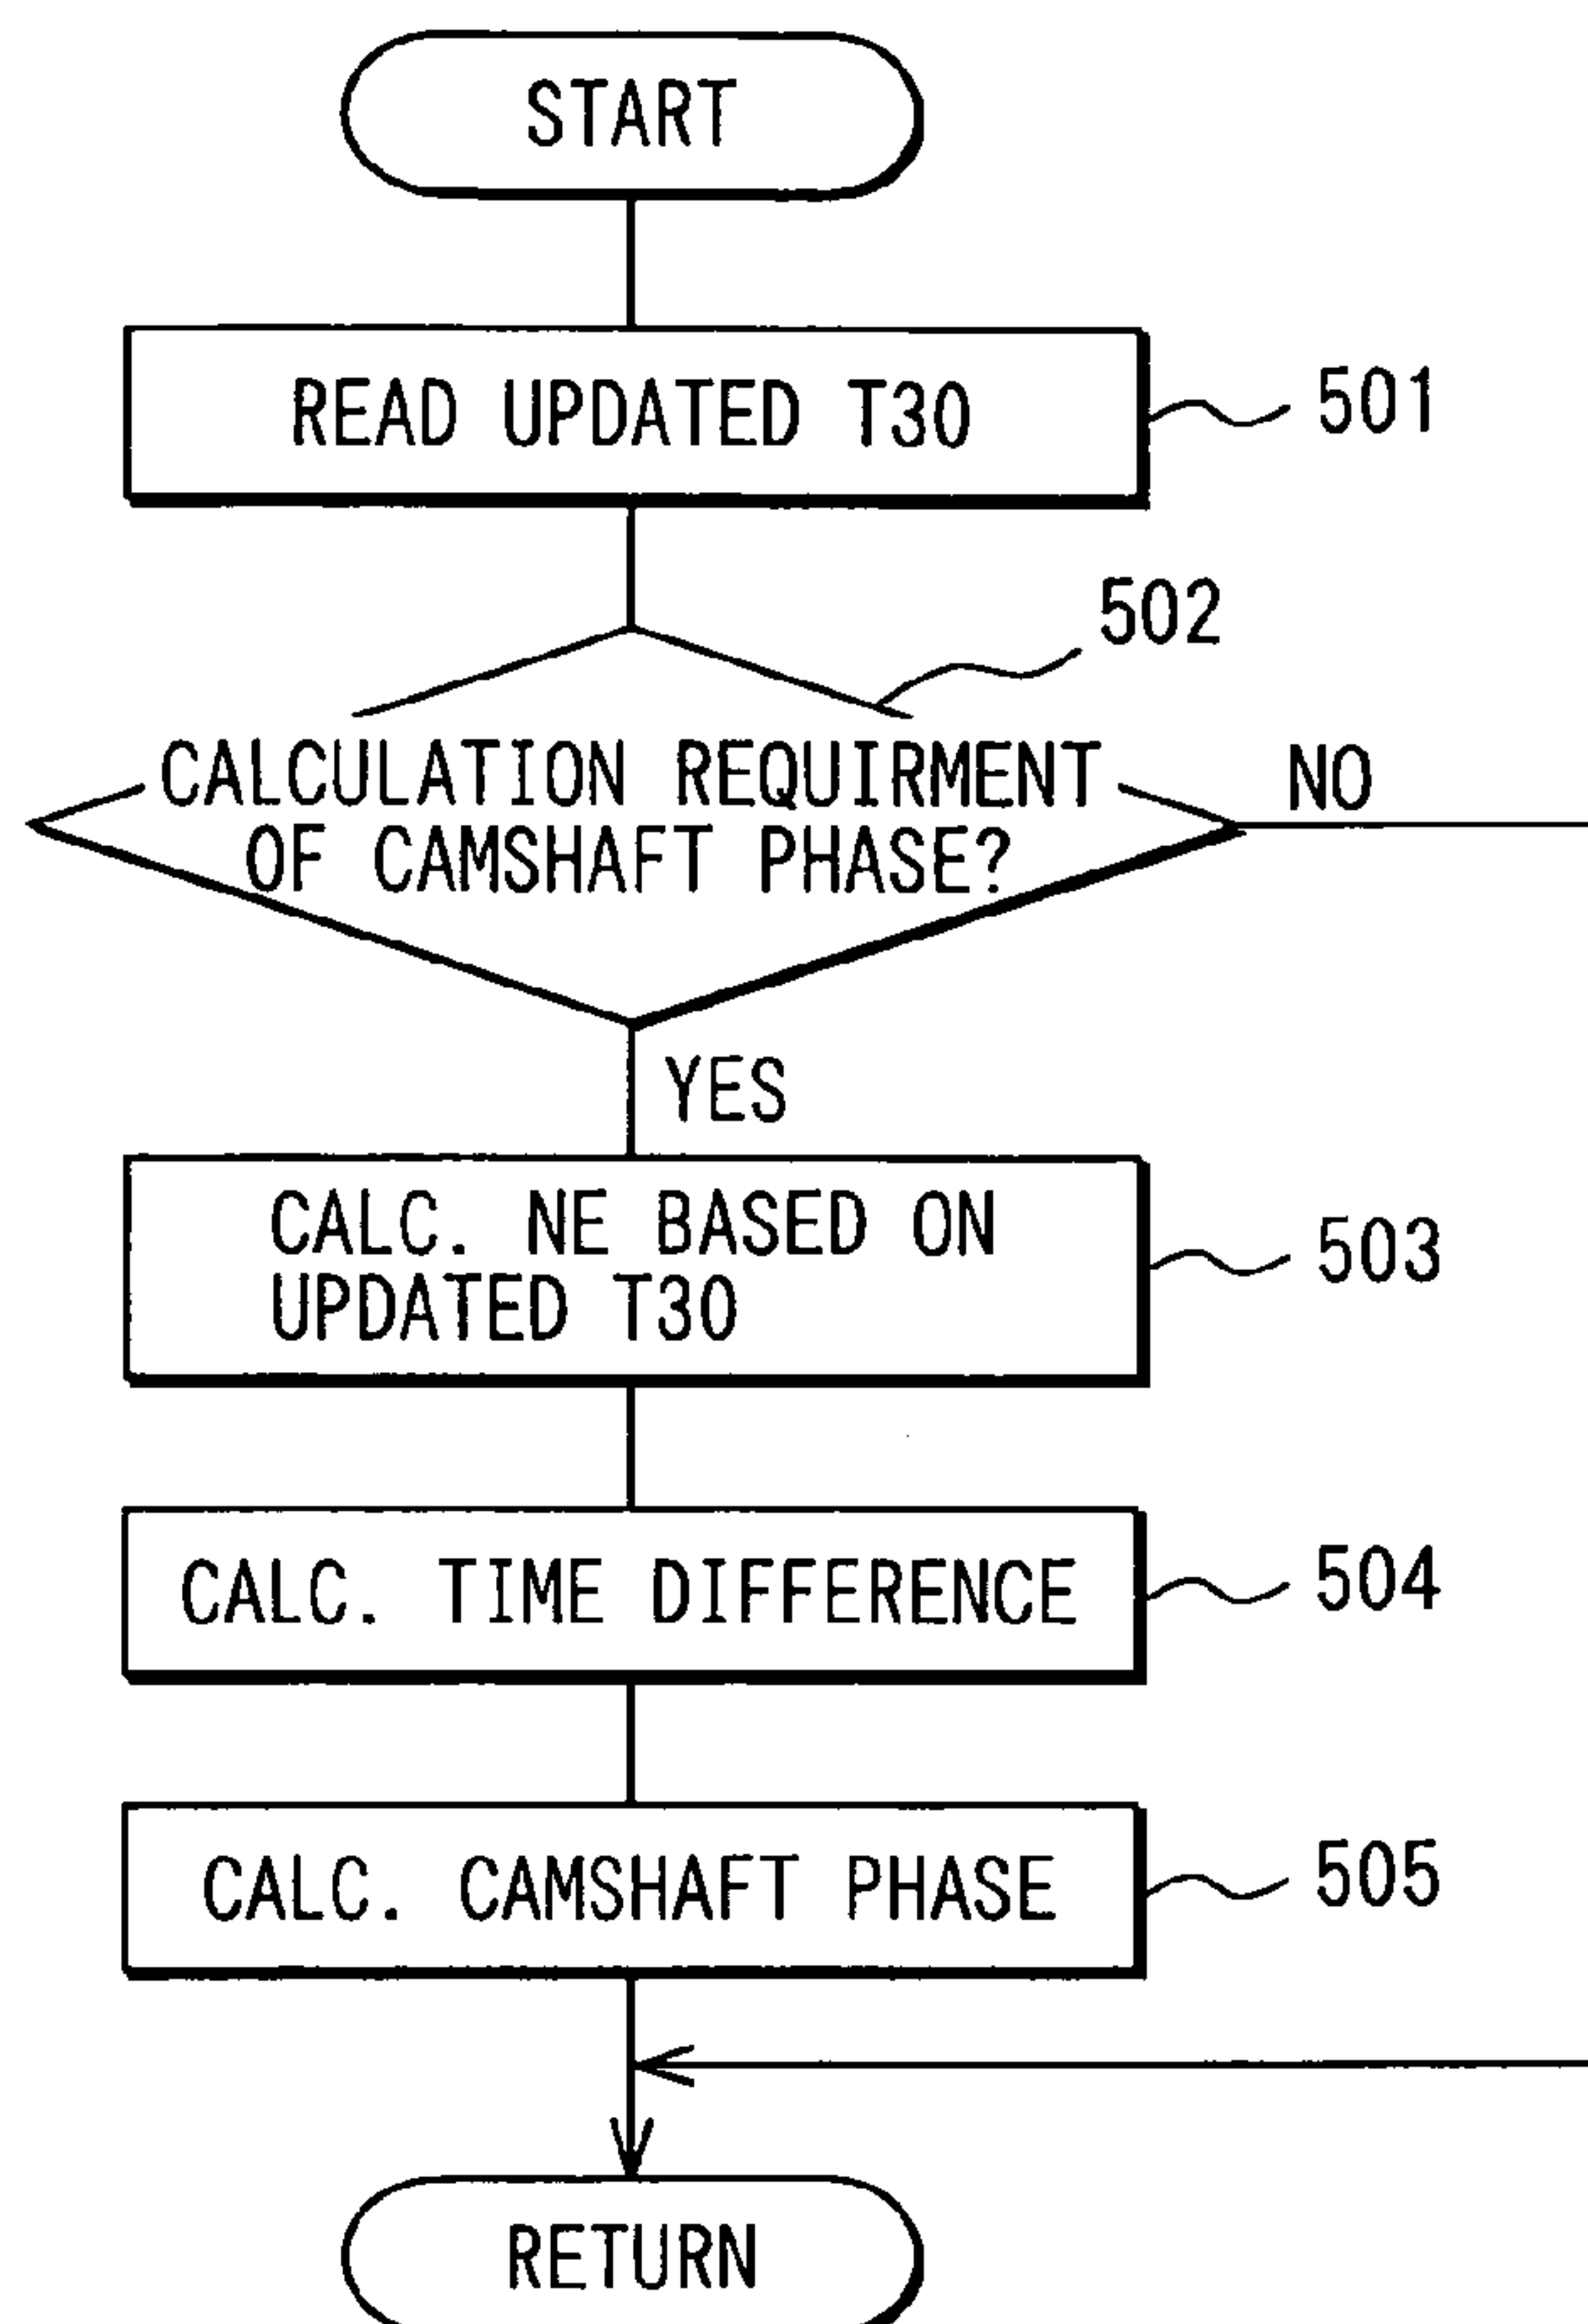 START
READ UPDATED T30
501
502
CALCULATION REQUIRMENT
OF CAMSHAFT PHASE?
NO
YES
CALC. NE BASED ON
UPDATED T30
503
CALC. TIME DIFFERENCE
504
CALC. CAMSHAFT PHASE
505
RETURN